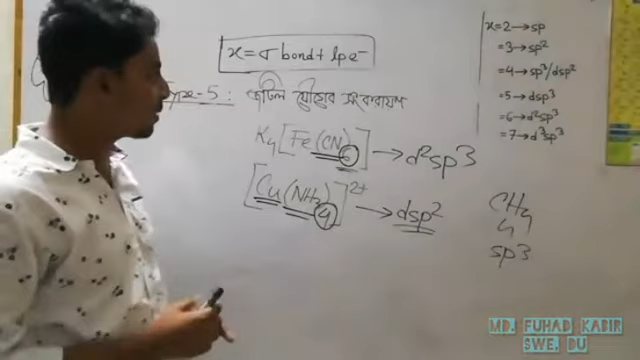 x = σ bond + lpe⁻
Type-5: জটিল যৌগের সংকরায়ণ
K₄[Fe(CN)₆] → d²sp3
[Cu(NH₃)₄]²⁺ → dsp²
x=2 → sp
=3 → sp²
=4 → sp³/dsp²
=5 → dsp³
=6 → d²sp³
=7 → d³sp³
CH₄
4
sp3
MD. FUHAD KABIR
SWE. DU